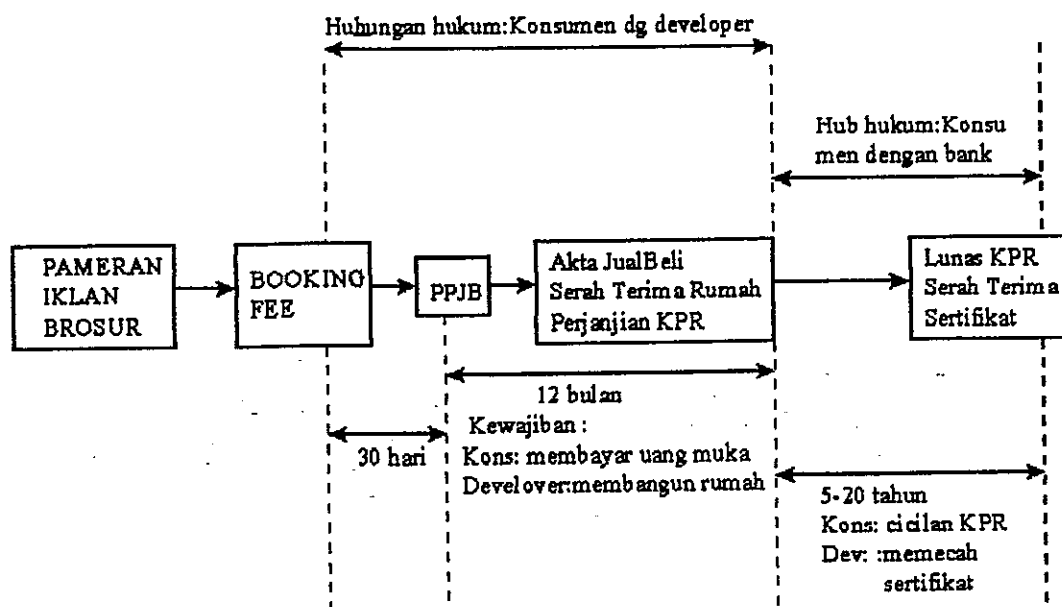 Hubungan hukum:Konsumen dg developer
Hub hukum:Konsu
men dengan bank
PAMERAN
IKLAN
BROSUR
BOOKING
FEE
PPJB
Akta JualBeli
Serah Terima Rumah
Perjanjian KPR
Lunas KPR
Serah Terima
Sertifikat
12 bulan
Kewajiban :
Kons: membayar uang muka
Develover:membangun rumah
30 hari
5-20 tahun
Kons: cicilan KPR
Dev: :memecah
sertifikat